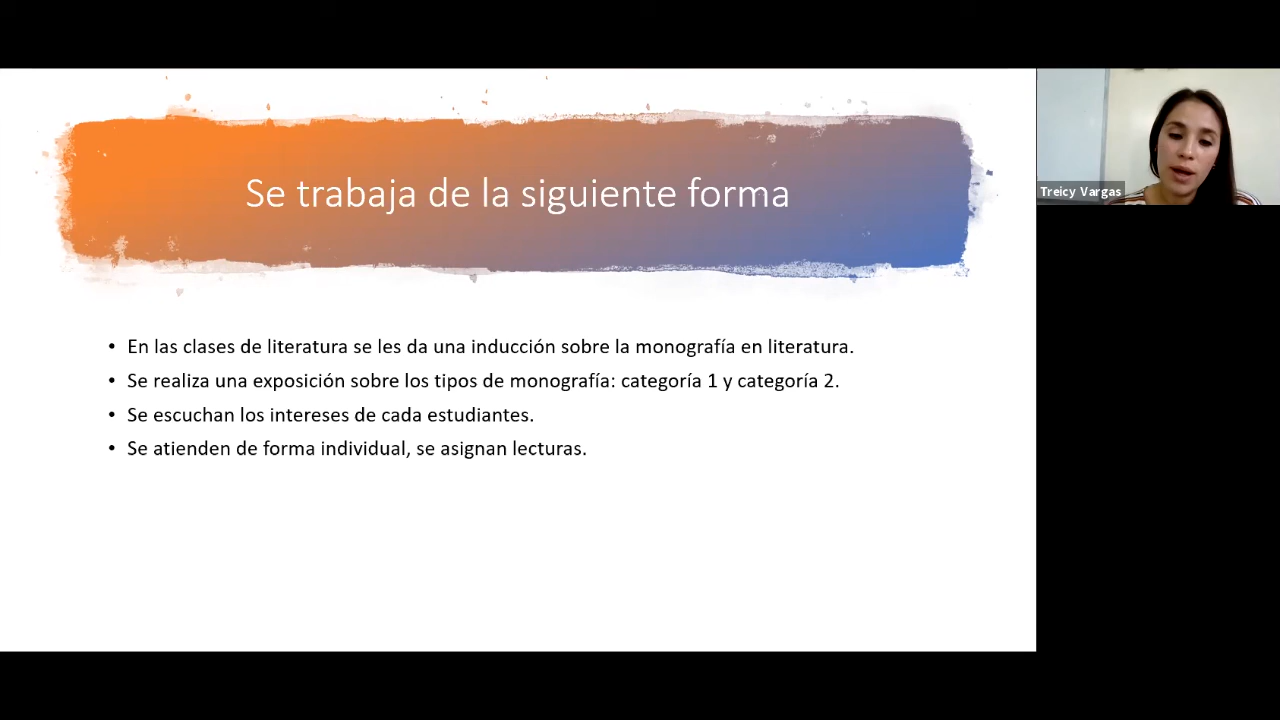 Se trabaja de la siguiente forma
• En las clases de literatura se les da una inducción sobre la monografía en literatura.
• Se realiza una exposición sobre los tipos de monografía: categoría 1 y categoría 2.
• Se escuchan los intereses de cada estudiantes.
• Se atienden de forma individual, se asignan lecturas.
Treicy Vargas